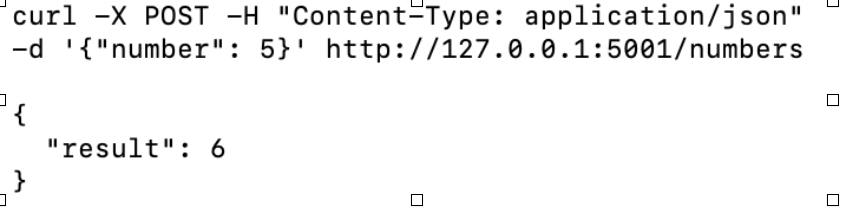 curl -X POST -H "Content-Type: application/json"
-d '{"number": 5}' http://127.0.0.1:5001/numbers
{
  "result": 6
}